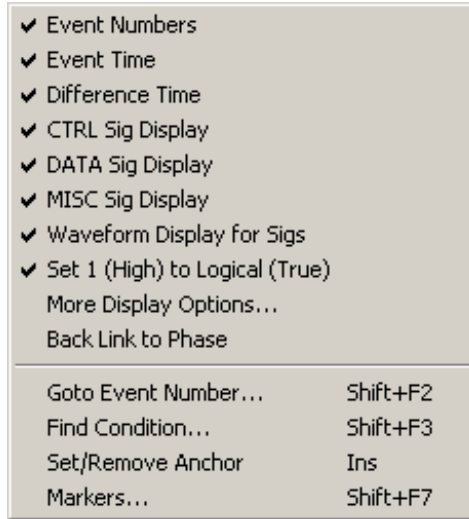 Event Numbers
Event Time
Difference Time
CTRL Sig Display
DATA Sig Display
MISC Sig Display
Waveform Display for Sigs
Set 1 (High) to Logical (True)
More Display Options...
Back Link to Phase
Goto Event Number... Shift+F2
Find Condition... Shift+F3
Set/Remove Anchor Ins
Markers... Shift+F7